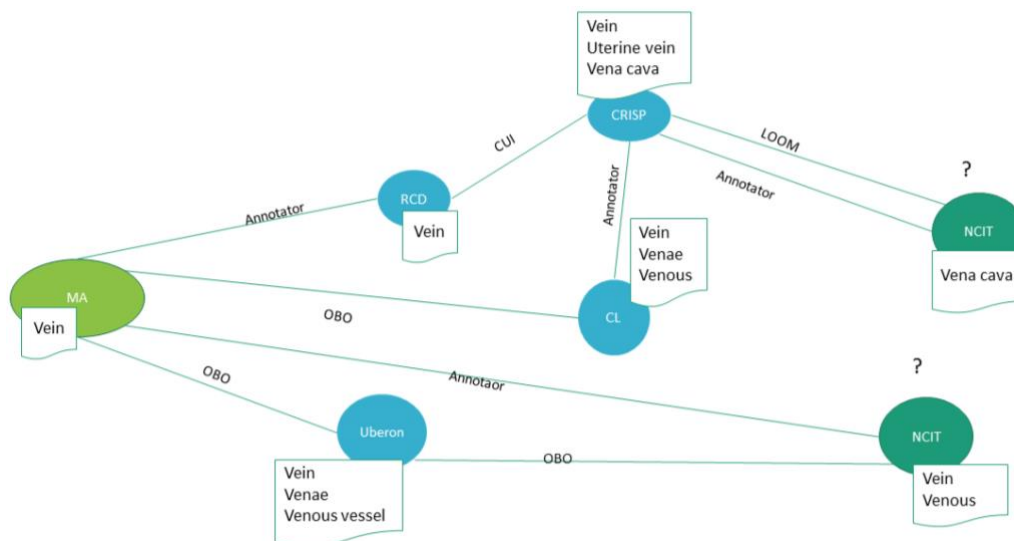 Vein
Uterine vein
Vena cava
CRISP
LOOM
CUI
Annotator
?
Annotator
RCD
Annotator
NCIT
Vein
Vein
Venae
Venous
Vena cava
MA
CL
Vein
OBO
?
OBO
Annotaor
Uberon
NCIT
OBO
Vein
Venae
Venous vessel
Vein
Venous